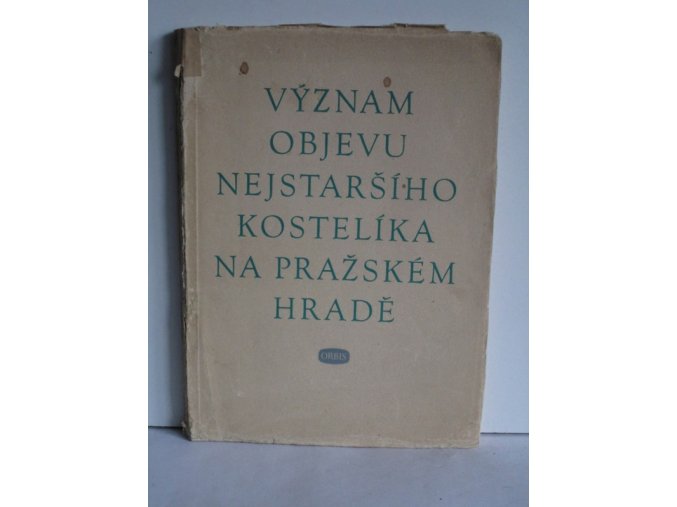 VÝZNAM
OBJEVU
NEJSTARŠÍHO
KOSTELÍKA
NA PRAŽSKÉM
HRADĚ
ORBIS